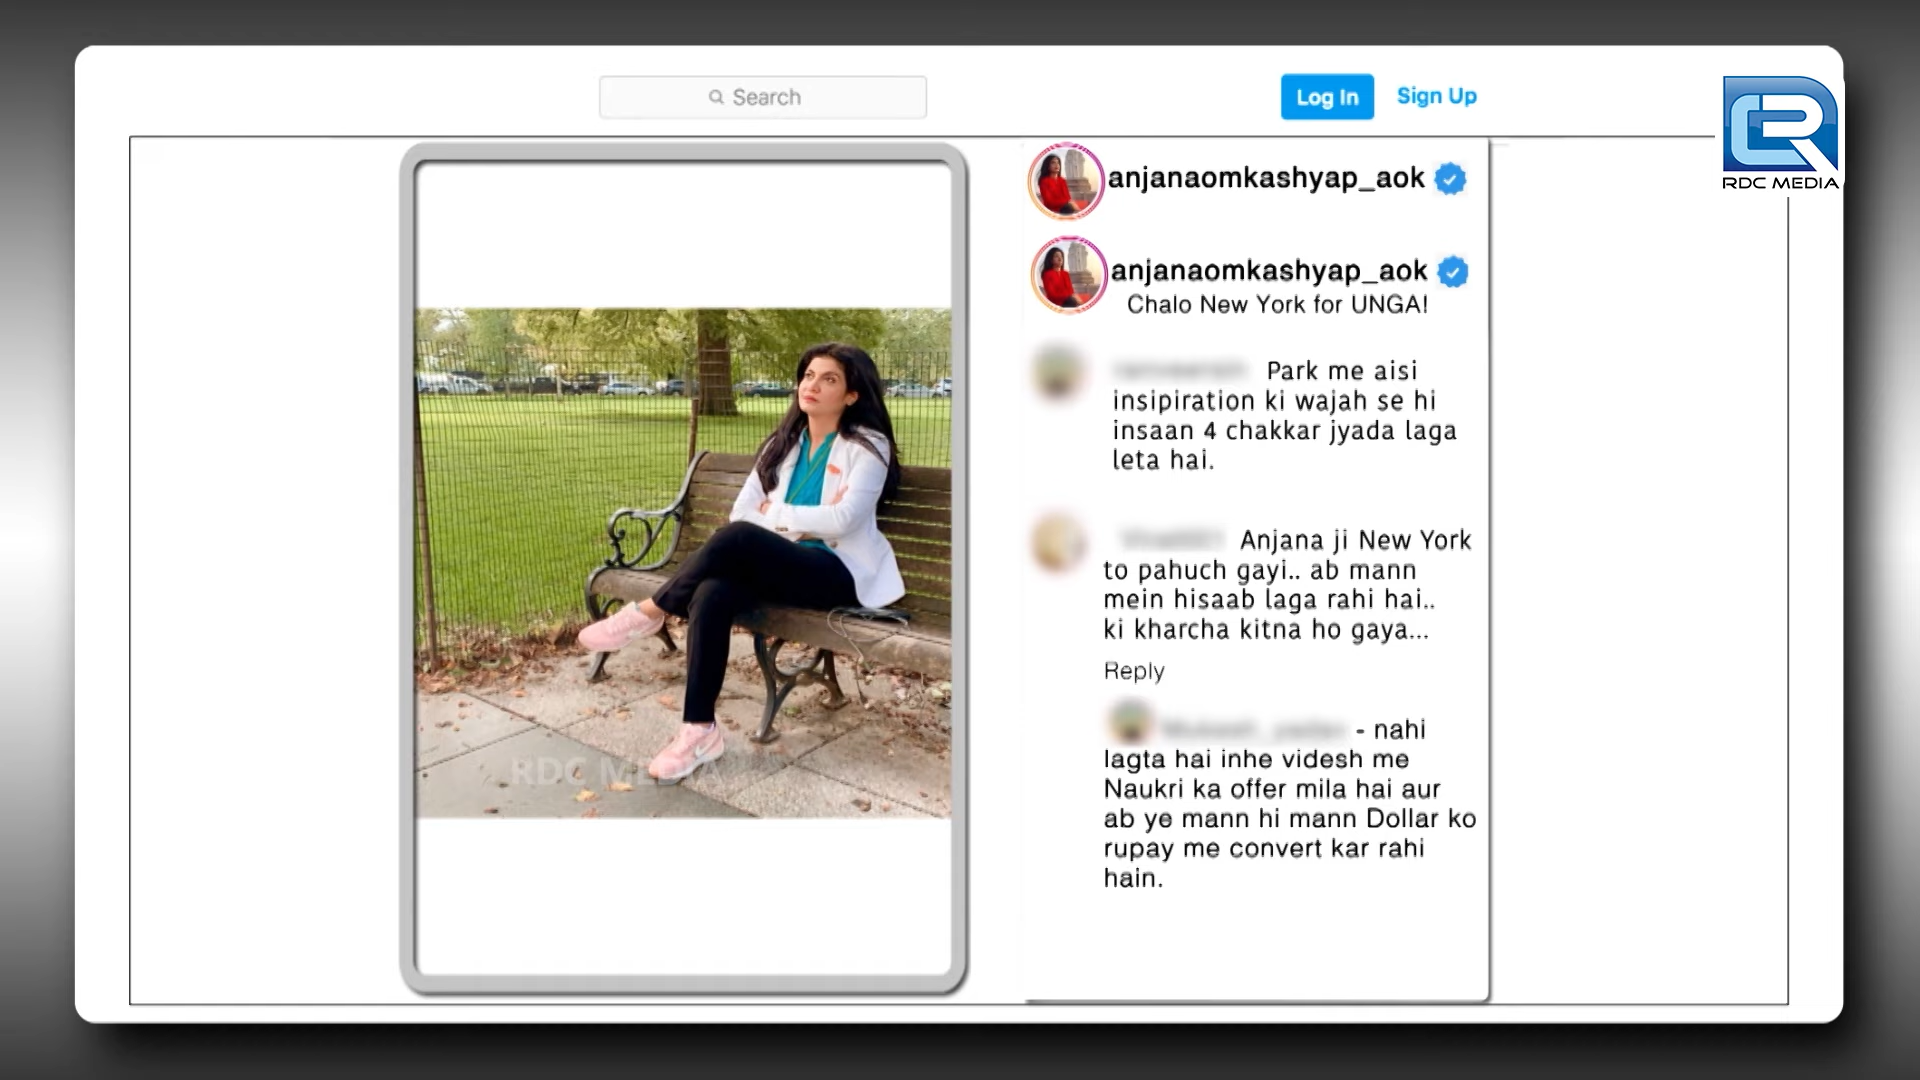 Search
Log In
Sign Up
RDC MEDIA
anjanaomkashyap_aok
anjanaomkashyap_aok
Chalo New York for UNGA!
Park me aisi
insipiration ki wajah se hi
insaan 4 chakkar jyada laga
leta hai.
Anjana ji New York
to pahuch gayi.. ab mann
mein hisaab laga rahi hai..
ki kharcha kitna ho gaya...
Reply
- nahi
lagta hai inhe videsh me
Naukri ka offer mila hai aur
ab ye mann hi mann Dollar ko
rupay me convert kar rahi
hain.
RDC MEDIA